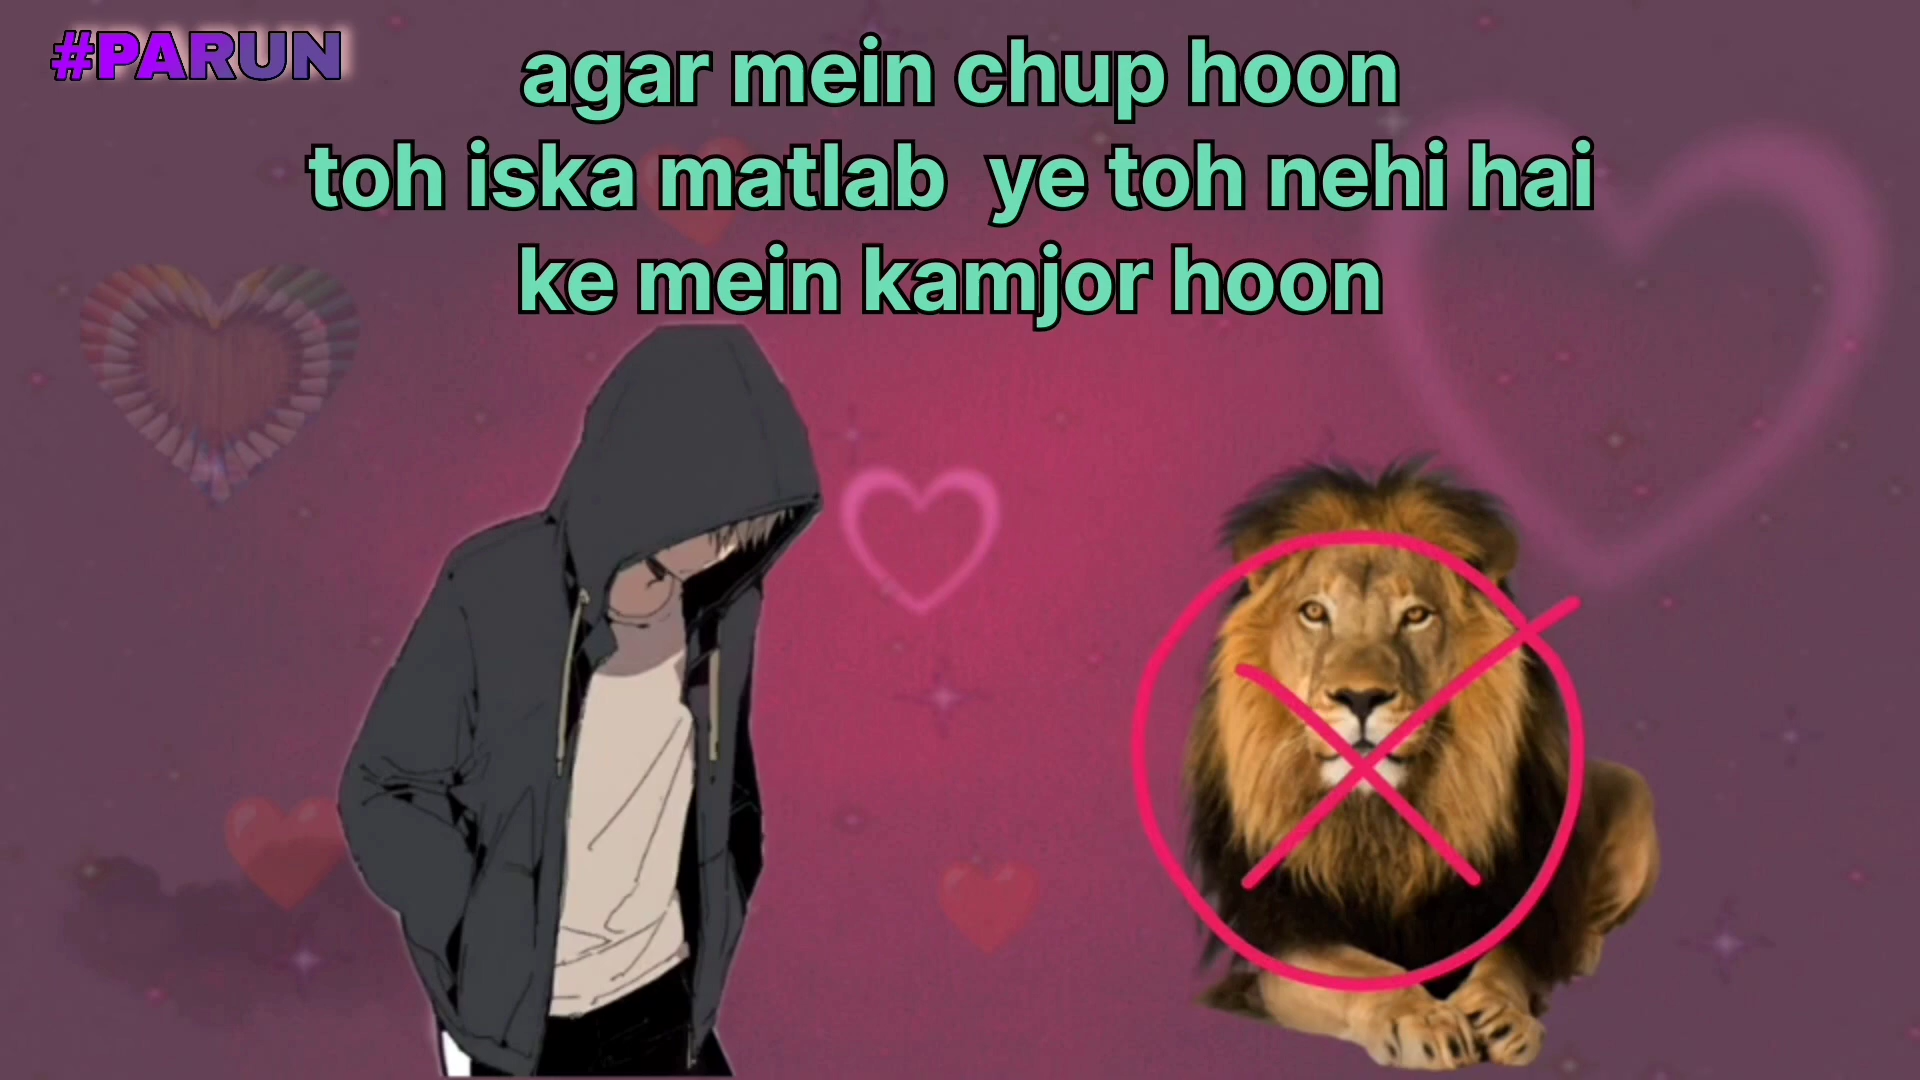 #PARUN
agar mein chup hoon
toh iska matlab ye toh nehi hai
ke mein kamjor hoon